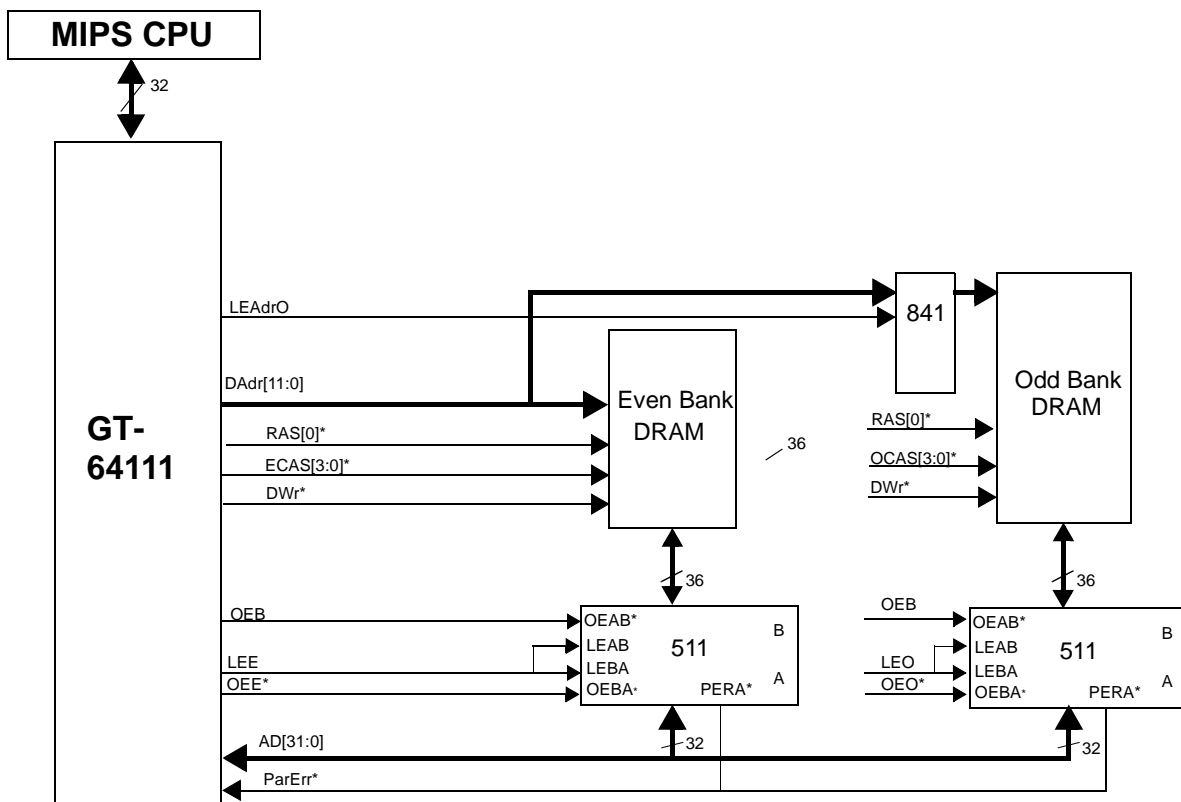 MIPS CPU
32
GT-
64111
LEAdrO
DAdr[11:0]
RAS[0]*
ECAS[3:0]*
DWr*
Even Bank
DRAM
36
841
Odd Bank
DRAM
RAS[0]*
OCAS[3:0]*
DWr*
36
36
OEB
LEE
OEE*
OEAB*
LEAB
LEBA
OEBA*
511
B
A
PERA*
OEB
LEO
OEO*
OEAB*
LEAB
LEBA
OEBA*
511
B
A
PERA*
AD[31:0]
32
32
ParErr*